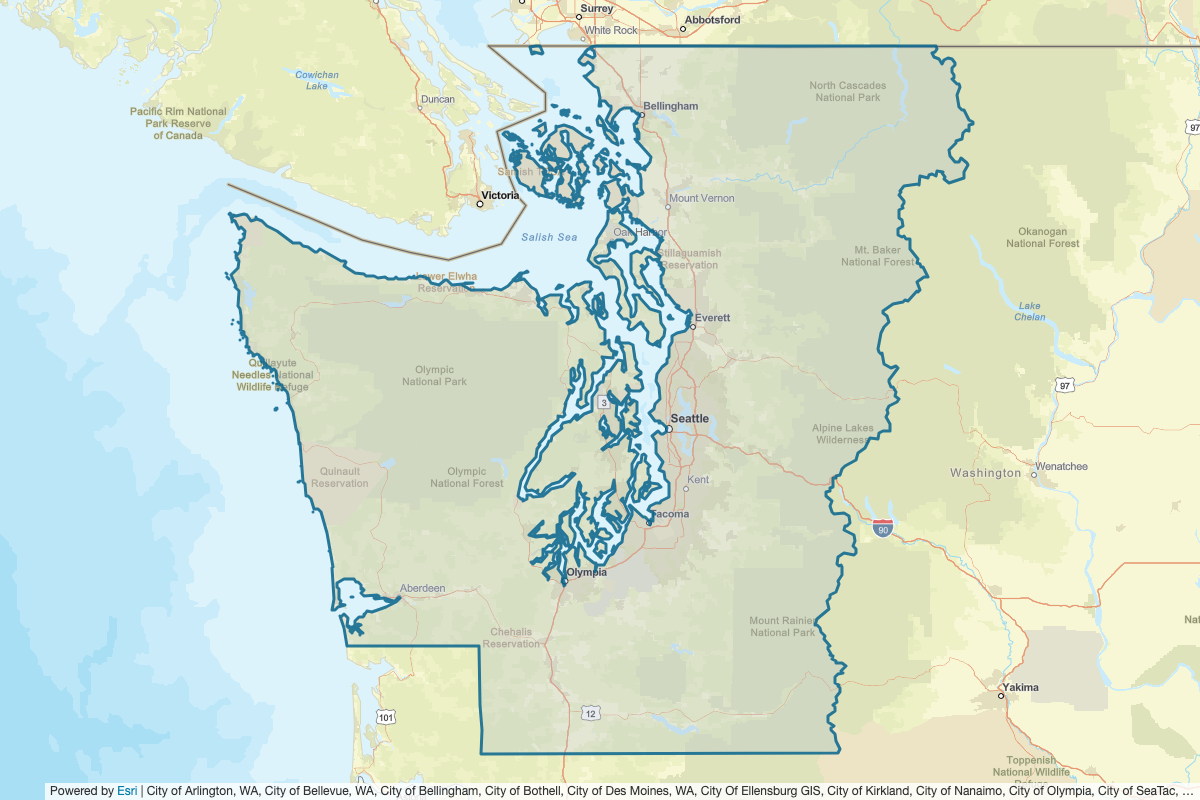 Surrey
Abbotsford
White Rock
Cowichan
Lake
Duncan
Pacific Rim National
Park Reserve
of Canada
North Cascades
National Park
Bellingham
97
Victoria
Mount Vernon
Oak Harbor
Salish Sea
Stillaguamish
Reservation
Mt. Baker
National Forest
Okanogan
National Forest
Lower Elwha
Reservation
Lake
Chelan
Everett
Quillayute
Needles National
Wildlife Refuge
Olympic
National Park
97
3
Seattle
Alpine Lakes
Wilderness
Quinault
Reservation
Olympic
National Forest
Kent
Washington
Wenatchee
Tacoma
90
Olympia
Aberdeen
Chehalis
Reservation
Mount Rainier
National Park
Yakima
101
12
Toppenish
National Wildlife
Powered by Esri | City of Arlington, WA, City of Bellevue, WA, City of Bellingham, City of Bothell, City of Des Moines, WA, City Of Ellensburg GIS, City of Kirkland, City of Nanaimo, City of Olympia, City of SeaTac, ...